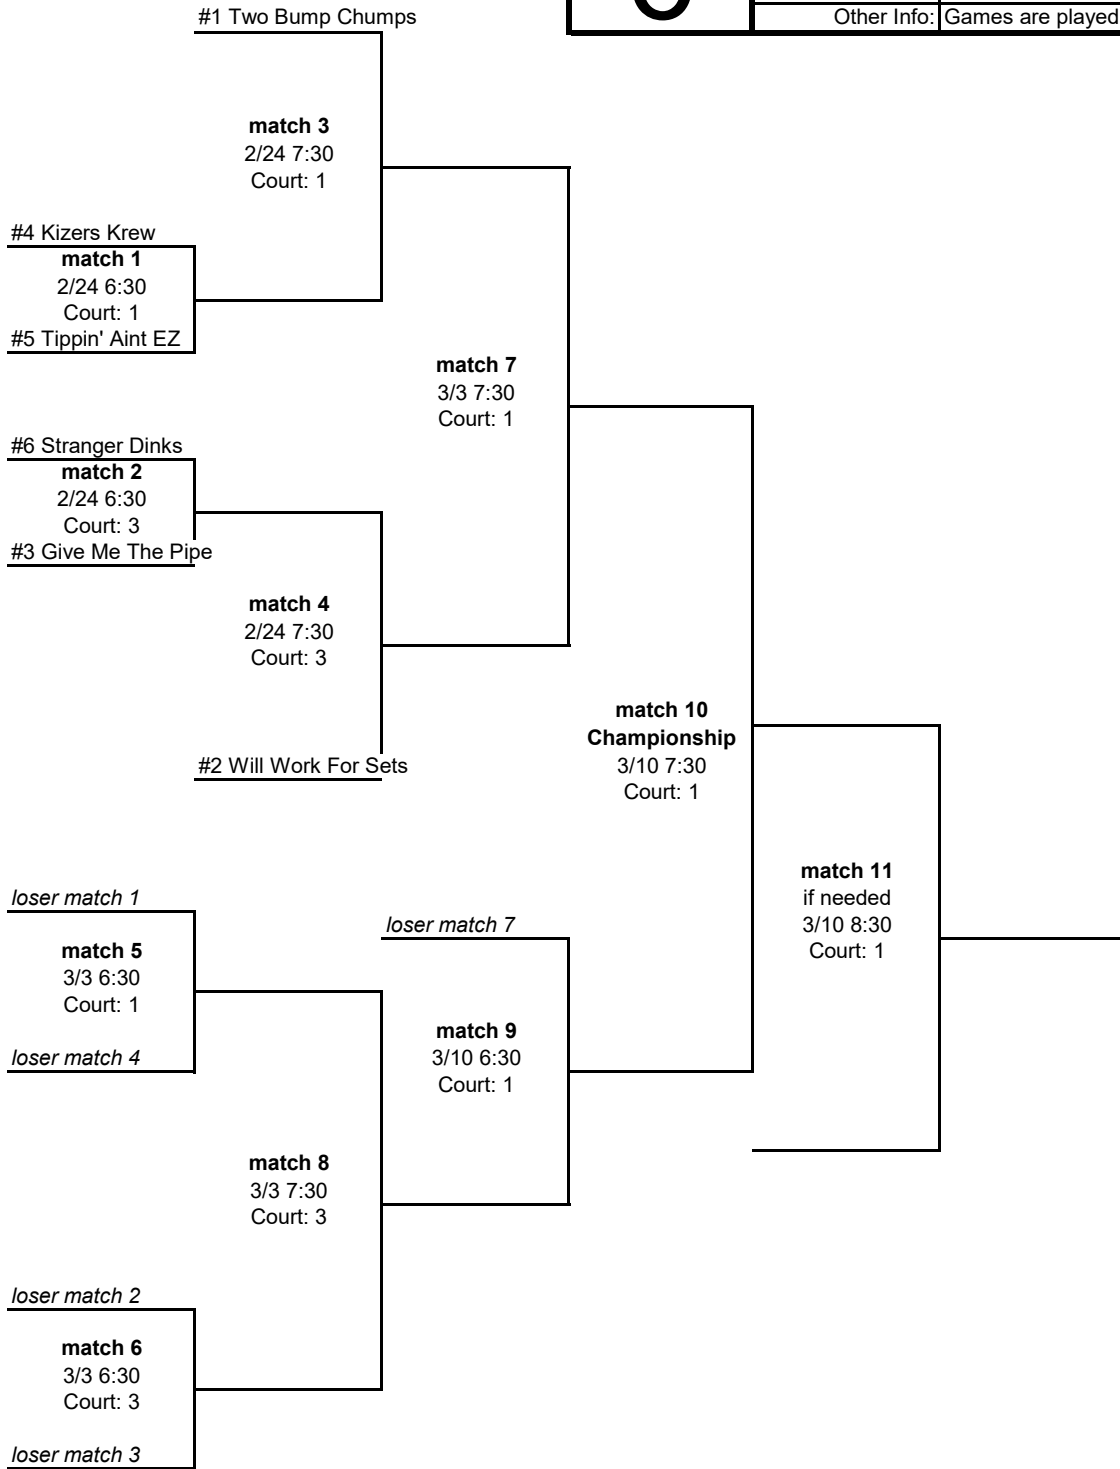 #1 Two Bump Chumps
Other Info: Games are played
match 3
2/24 7:30
Court: 1
#4 Kizers Krew
match 1
2/24 6:30
Court: 1
#5 Tippin' Aint EZ
match 7
3/3 7:30
Court: 1
#6 Stranger Dinks
match 2
2/24 6:30
Court: 3
#3 Give Me The Pipe
match 4
2/24 7:30
Court: 3
#2 Will Work For Sets
match 10
Championship
3/10 7:30
Court: 1
match 11
if needed
3/10 8:30
Court: 1
loser match 1
match 5
3/3 6:30
Court: 1
loser match 4
loser match 7
match 9
3/10 6:30
Court: 1
match 8
3/3 7:30
Court: 3
loser match 2
match 6
3/3 6:30
Court: 3
loser match 3